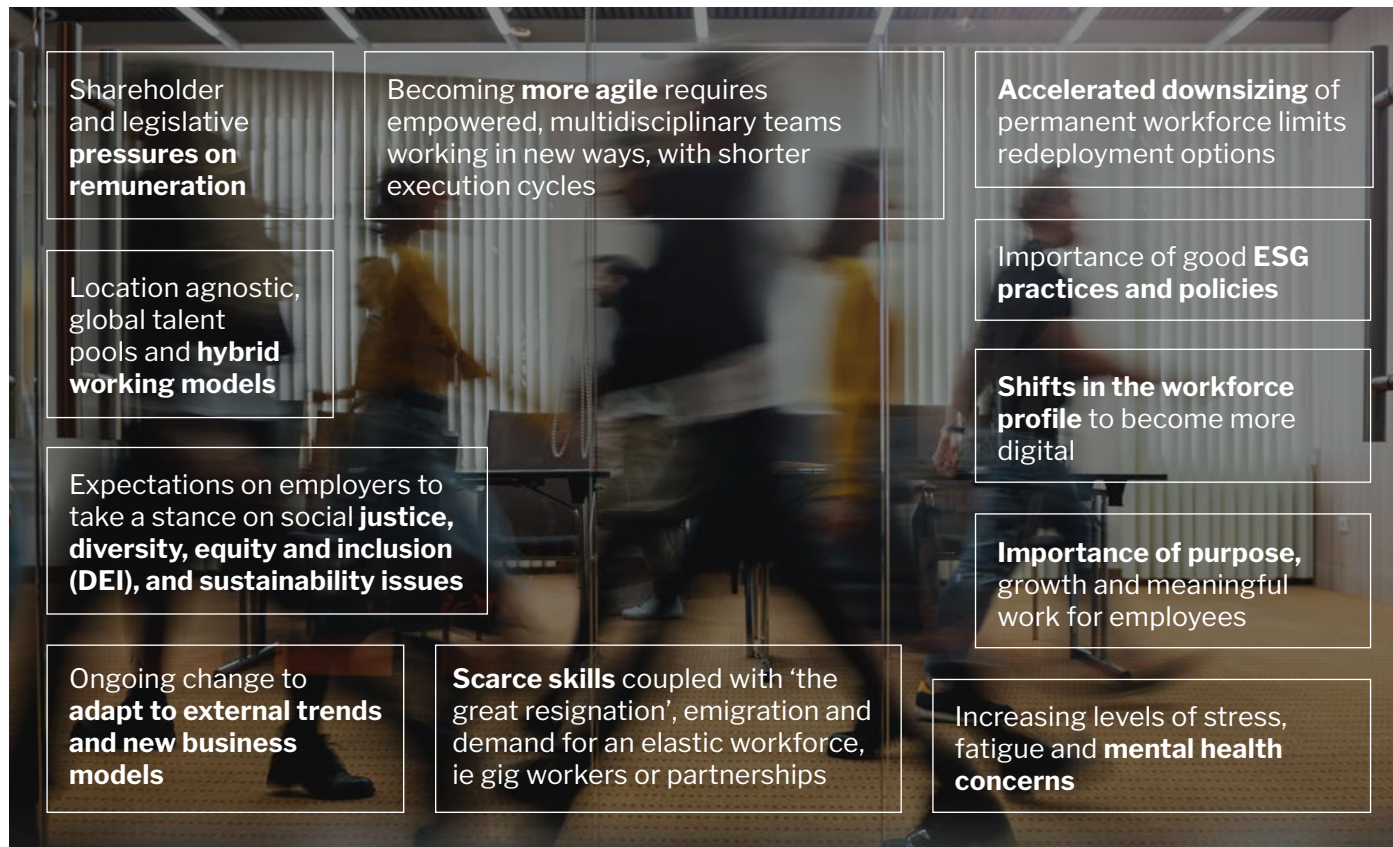 Shareholder
and legislative
pressures on
remuneration
Becoming more agile requires
empowered, multidisciplinary teams
working in new ways, with shorter
execution cycles
Accelerated downsizing of
permanent workforce limits
redeployment options
Location agnostic,
global talent
pools and hybrid
working models
Importance of good ESG
practices and policies
Shifts in the workforce
profile to become more
digital
Expectations on employers to
take a stance on social justice,
diversity, equity and inclusion
(DEI), and sustainability issues
Importance of purpose,
growth and meaningful
work for employees
Ongoing change to
adapt to external trends
and new business
models
Scarce skills coupled with ‘the
great resignation’, emigration and
demand for an elastic workforce,
ie gig workers or partnerships
Increasing levels of stress,
fatigue and mental health
concerns